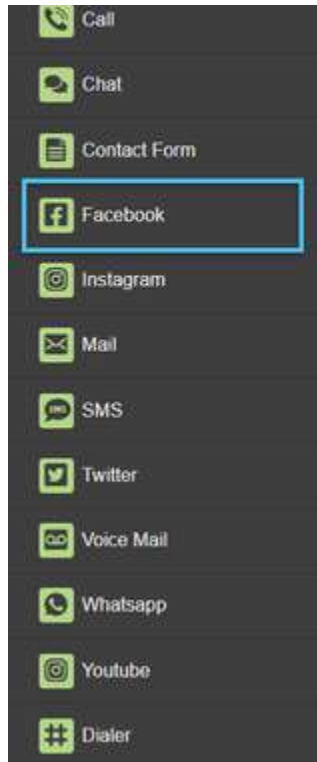 Call
Chat
Contact Form
Facebook
Instagram
Mail
SMS
Twitter
Voice Mail
Whatsapp
Youtube
Dialer